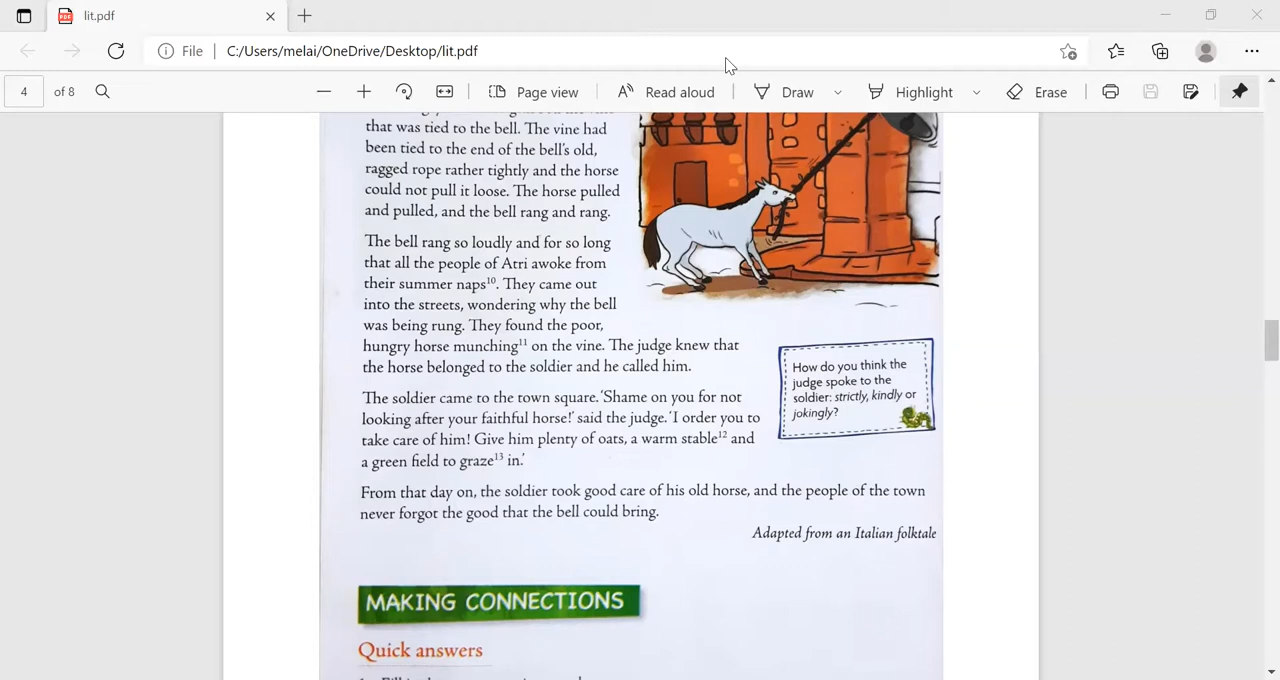 lit.pdf
File
C:/Users/melai/OneDrive/Desktop/lit.pdf
4 of 8
Page view
Read aloud
Draw
Highlight
Erase
that was tied to the bell. The vine had
been tied to the end of the bell's old,
ragged rope rather tightly and the horse
could not pull it loose. The horse pulled
and pulled, and the bell rang and rang.
The bell rang so loudly and for so long
that all the people of Atri awoke from
their summer naps¹⁰. They came out
into the streets, wondering why the bell
was being rung. They found the poor,
hungry horse munching¹¹ on the vine. The judge knew that
the horse belonged to the soldier and he called him.
How do you think the
judge spoke to the
soldier: strictly, kindly or
jokingly?
The soldier came to the town square. 'Shame on you for not
looking after your faithful horse!' said the judge. 'I order you to
take care of him! Give him plenty of oats, a warm stable¹² and
a green field to graze¹³ in.'
From that day on, the soldier took good care of his old horse, and the people of the town
never forgot the good that the bell could bring.
Adapted from an Italian folktale
MAKING CONNECTIONS
Quick answers